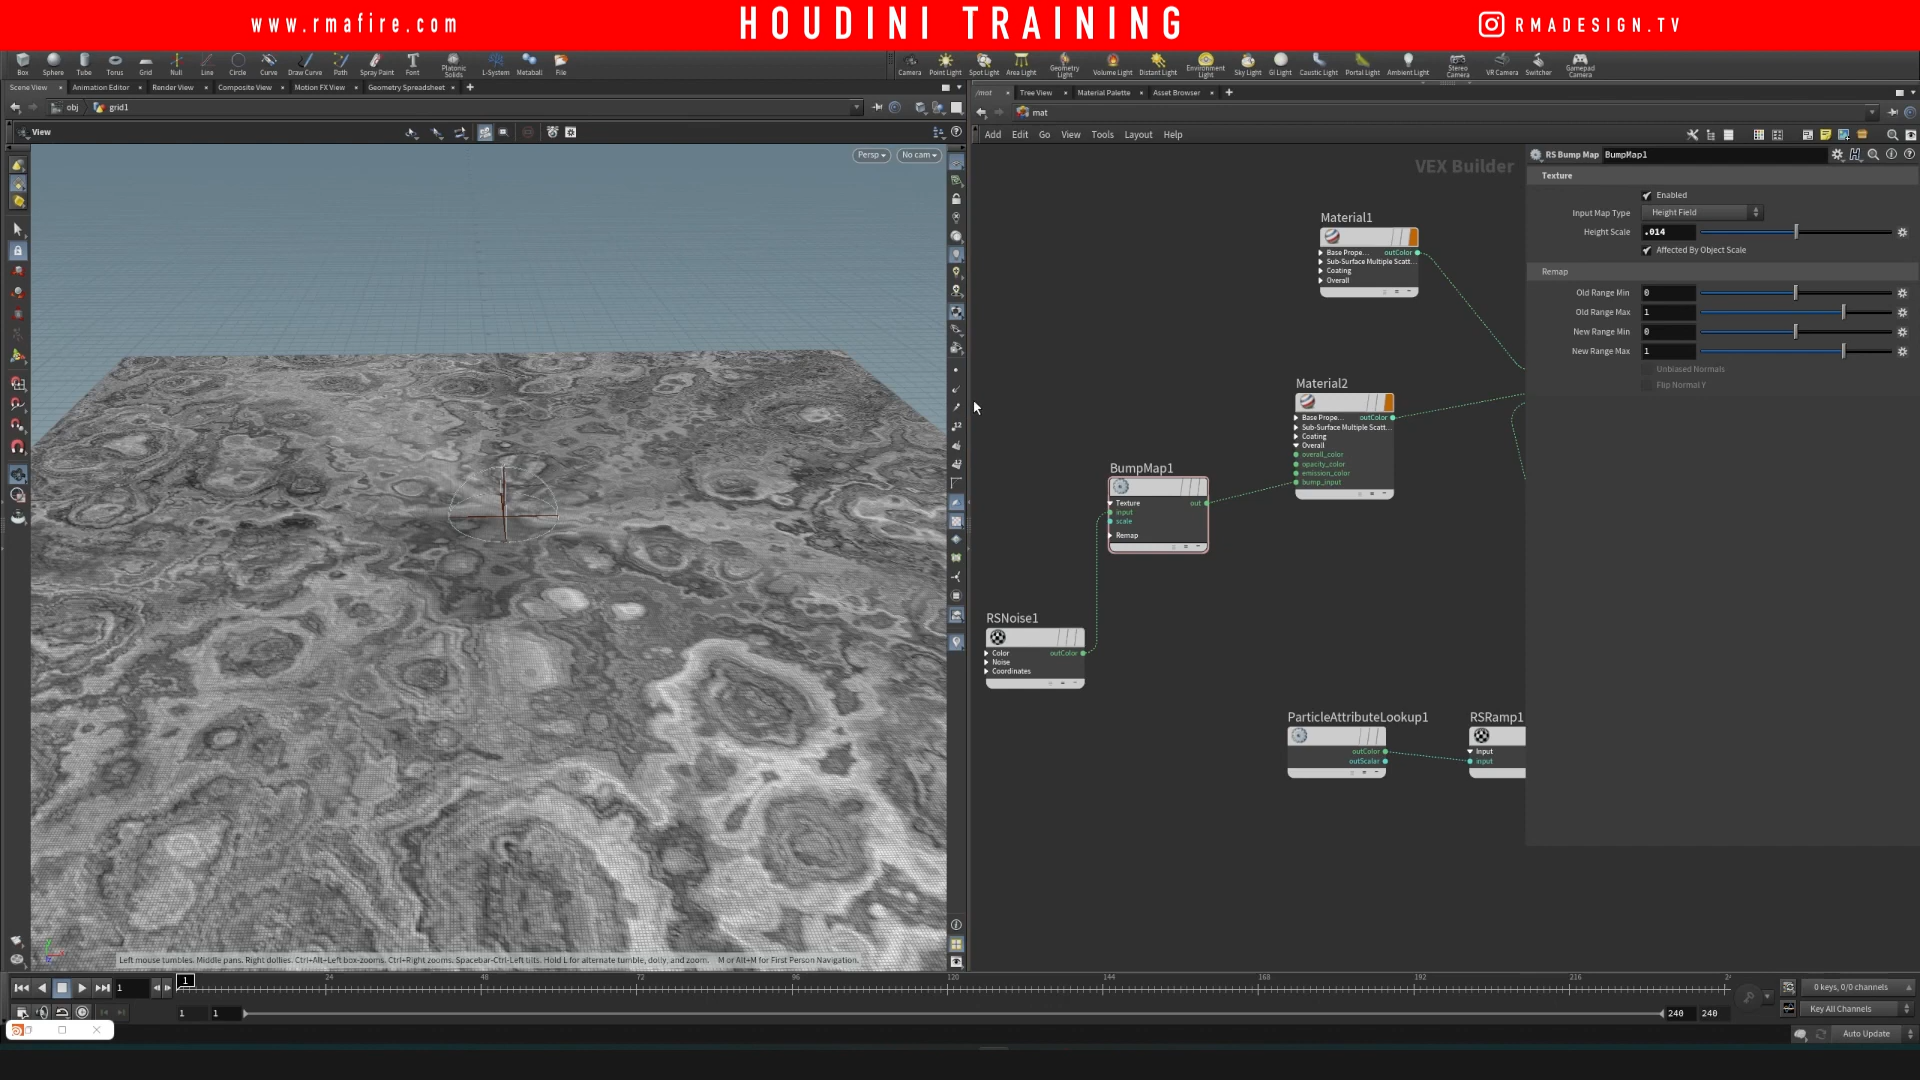 www.rmafire.com
HOUDINI TRAINING
RMADESIGN.TV
Box Sphere Tube Torus Grid Null Line Circle Curve Draw Curve Path Spray Paint Font Platonic Solids L-System Metaball File
Camera Point Light Spot Light Area Light Geometry Light Volume Light Distant Light Environment Light Sky Light GI Light Caustic Light Portal Light Ambient Light Stereo Camera VR Camera Switcher Gamepad Camera
Scene View Animation Editor Render View Composite View Motion FX View Geometry Spreadsheet
/mat Tree View Material Palette Asset Browser
obj grid1
mat
View
Add Edit Go View Tools Layout Help
Persp No cam
VEX Builder
RS Bump Map BumpMap1
Texture
Enabled
Input Map Type Height Field
Height Scale .014
Affected By Object Scale
Remap
Old Range Min 0
Old Range Max 1
New Range Min 0
New Range Max 1
Unbiased Normals
Flip Normal Y
Material1
Base Prope... outColor
Sub-Surface Multiple Scatt...
Coating
Overall
Material2
Base Prope... outColor
Sub-Surface Multiple Scatt...
Coating
Overall
overall_color
opacity_color
emission_color
bump_input
BumpMap1
Texture out
input
scale
Remap
RSNoise1
Color outColor
Noise
Coordinates
ParticleAttributeLookup1
outColor
outScalar
RSRamp1
Input
input
Left mouse tumbles. Middle pans. Right dollies. Ctrl+Alt+Left box-zooms. Ctrl+Right zooms. Spacebar-Ctrl-Left tilts. Hold L for alternate tumble, dolly, and zoom. M or Alt+M for First Person Navigation.
1 1 24 48 72 96 120 144 168 192 216
0 keys, 0/0 channels
1 1 240 240
Key All Channels
Auto Update